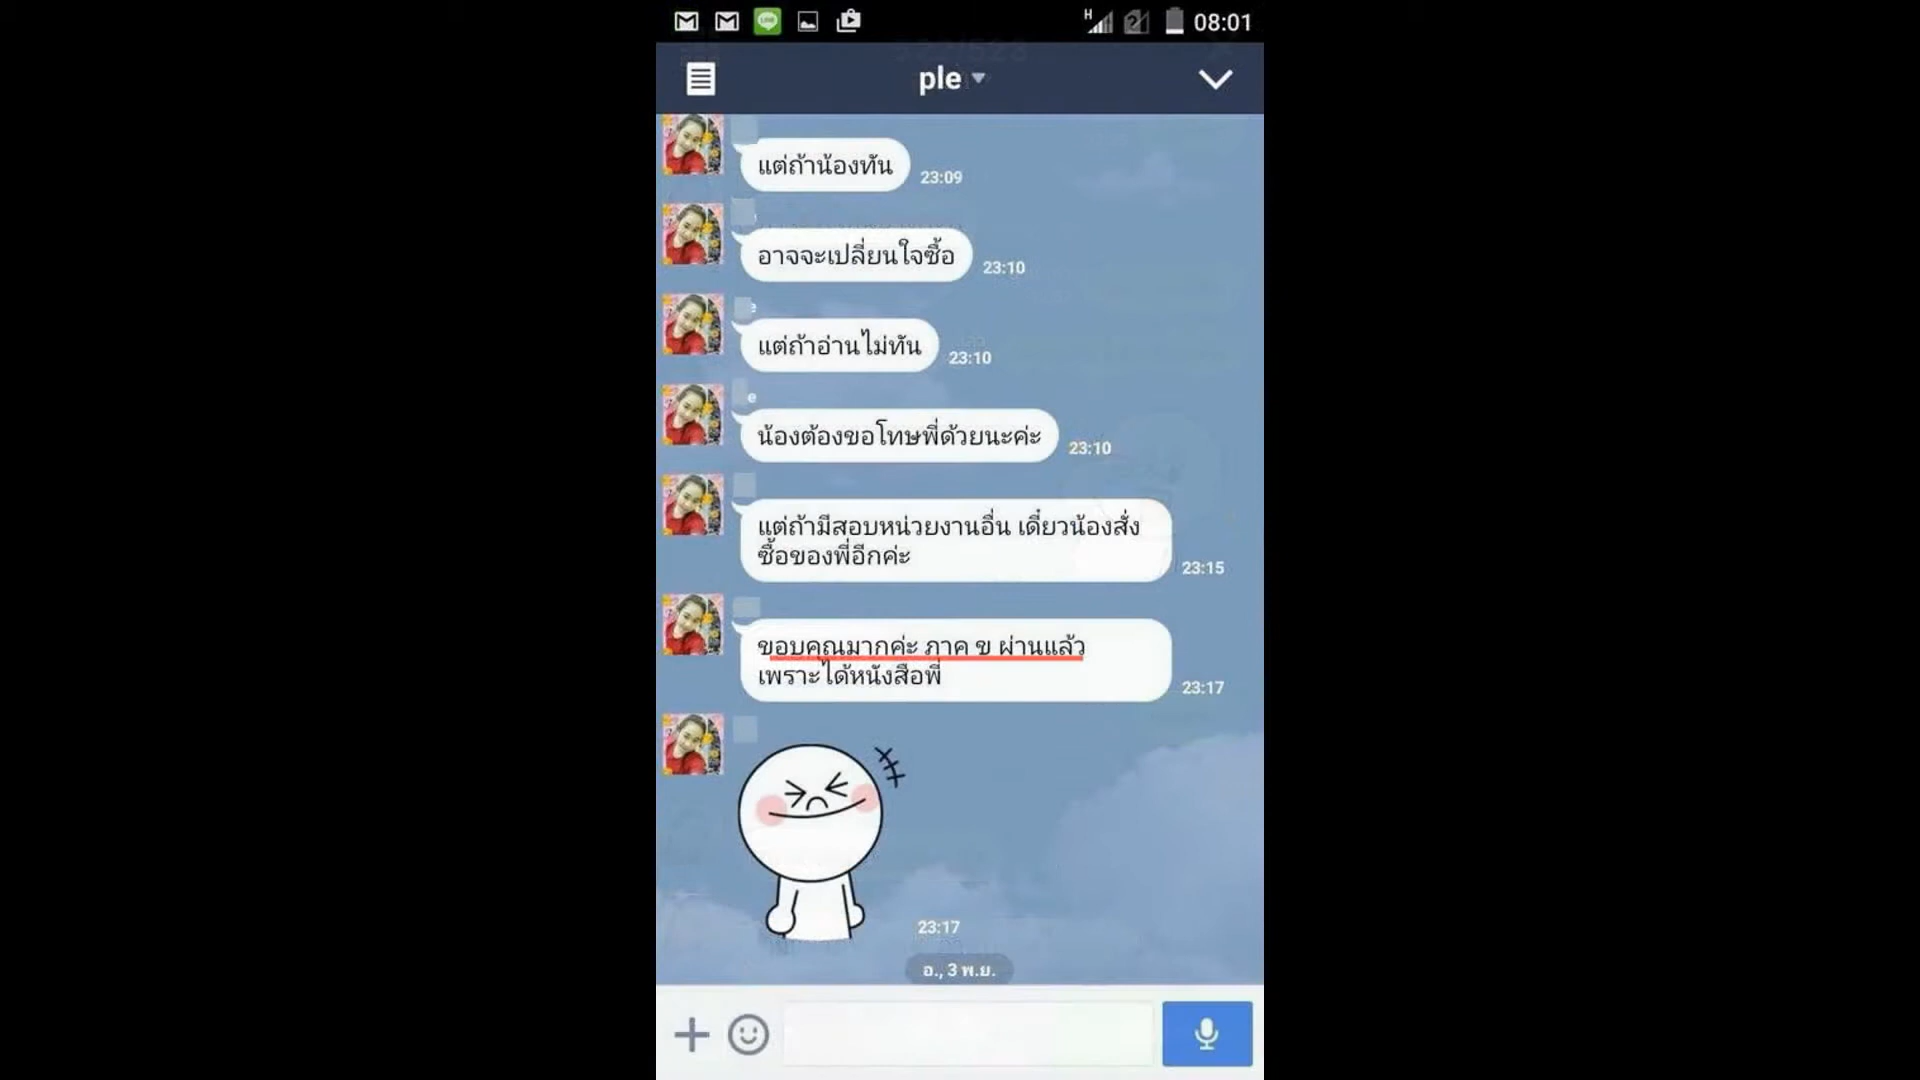 LINE
H
08:01
ple
แต่ถ้าน้องทัน
23:09
อาจจะเปลี่ยนใจซื้อ
23:10
แต่ถ้าอ่านไม่ทัน
23:10
น้องต้องขอโทษพี่ด้วยนะค่ะ
23:10
แต่ถ้ามีสอบหน่วยงานอื่น เดี๋ยวน้องสั่ง
ซื้อของพี่อีกค่ะ
23:15
ขอบคุณมากค่ะ ภาค ข ผ่านแล้ว
เพราะได้หนังสือพี่
23:17
23:17
อ., 3 พ.ย.